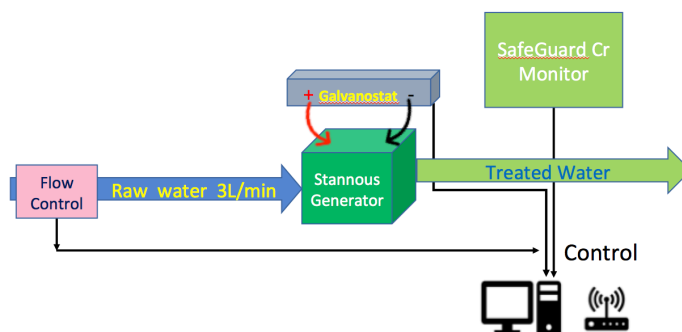 SafeGuard Cr
Monitor
+ Galvanostat -
Flow
Control
Raw water 3L/min
Stannous
Generator
Treated Water
Control